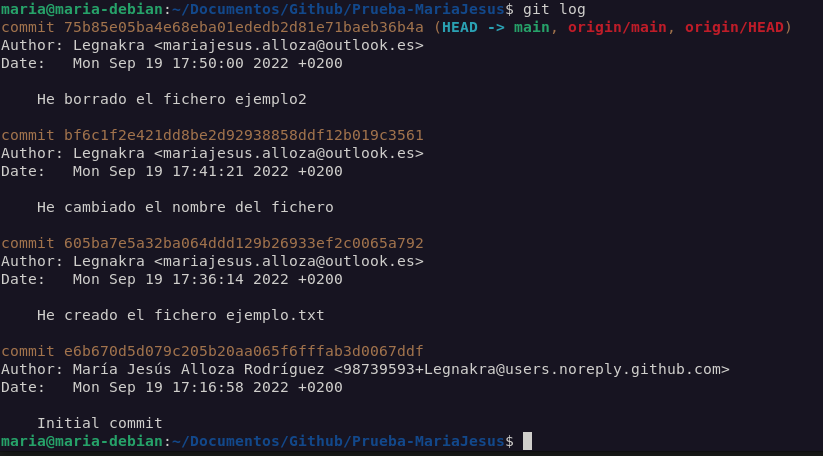 maria@maria-debian:~/Documentos/Github/Prueba-MariaJesus$ git log
commit 75b85e05ba4e68eba01ededb2d81e71baeb36b4a (HEAD -> main, origin/main, origin/HEAD)
Author: Legnakra <mariajesus.alloza@outlook.es>
Date:   Mon Sep 19 17:50:00 2022 +0200
    He borrado el fichero ejemplo2
commit bf6c1f2e421dd8be2d92938858ddf12b019c3561
Author: Legnakra <mariajesus.alloza@outlook.es>
Date:   Mon Sep 19 17:41:21 2022 +0200
    He cambiado el nombre del fichero
commit 605ba7e5a32ba064ddd129b26933ef2c0065a792
Author: Legnakra <mariajesus.alloza@outlook.es>
Date:   Mon Sep 19 17:36:14 2022 +0200
    He creado el fichero ejemplo.txt
commit e6b670d5d079c205b20aa065f6fffab3d0067ddf
Author: María Jesús Alloza Rodríguez <98739593+Legnakra@users.noreply.github.com>
Date:   Mon Sep 19 17:16:58 2022 +0200
    Initial commit
maria@maria-debian:~/Documentos/Github/Prueba-MariaJesus$